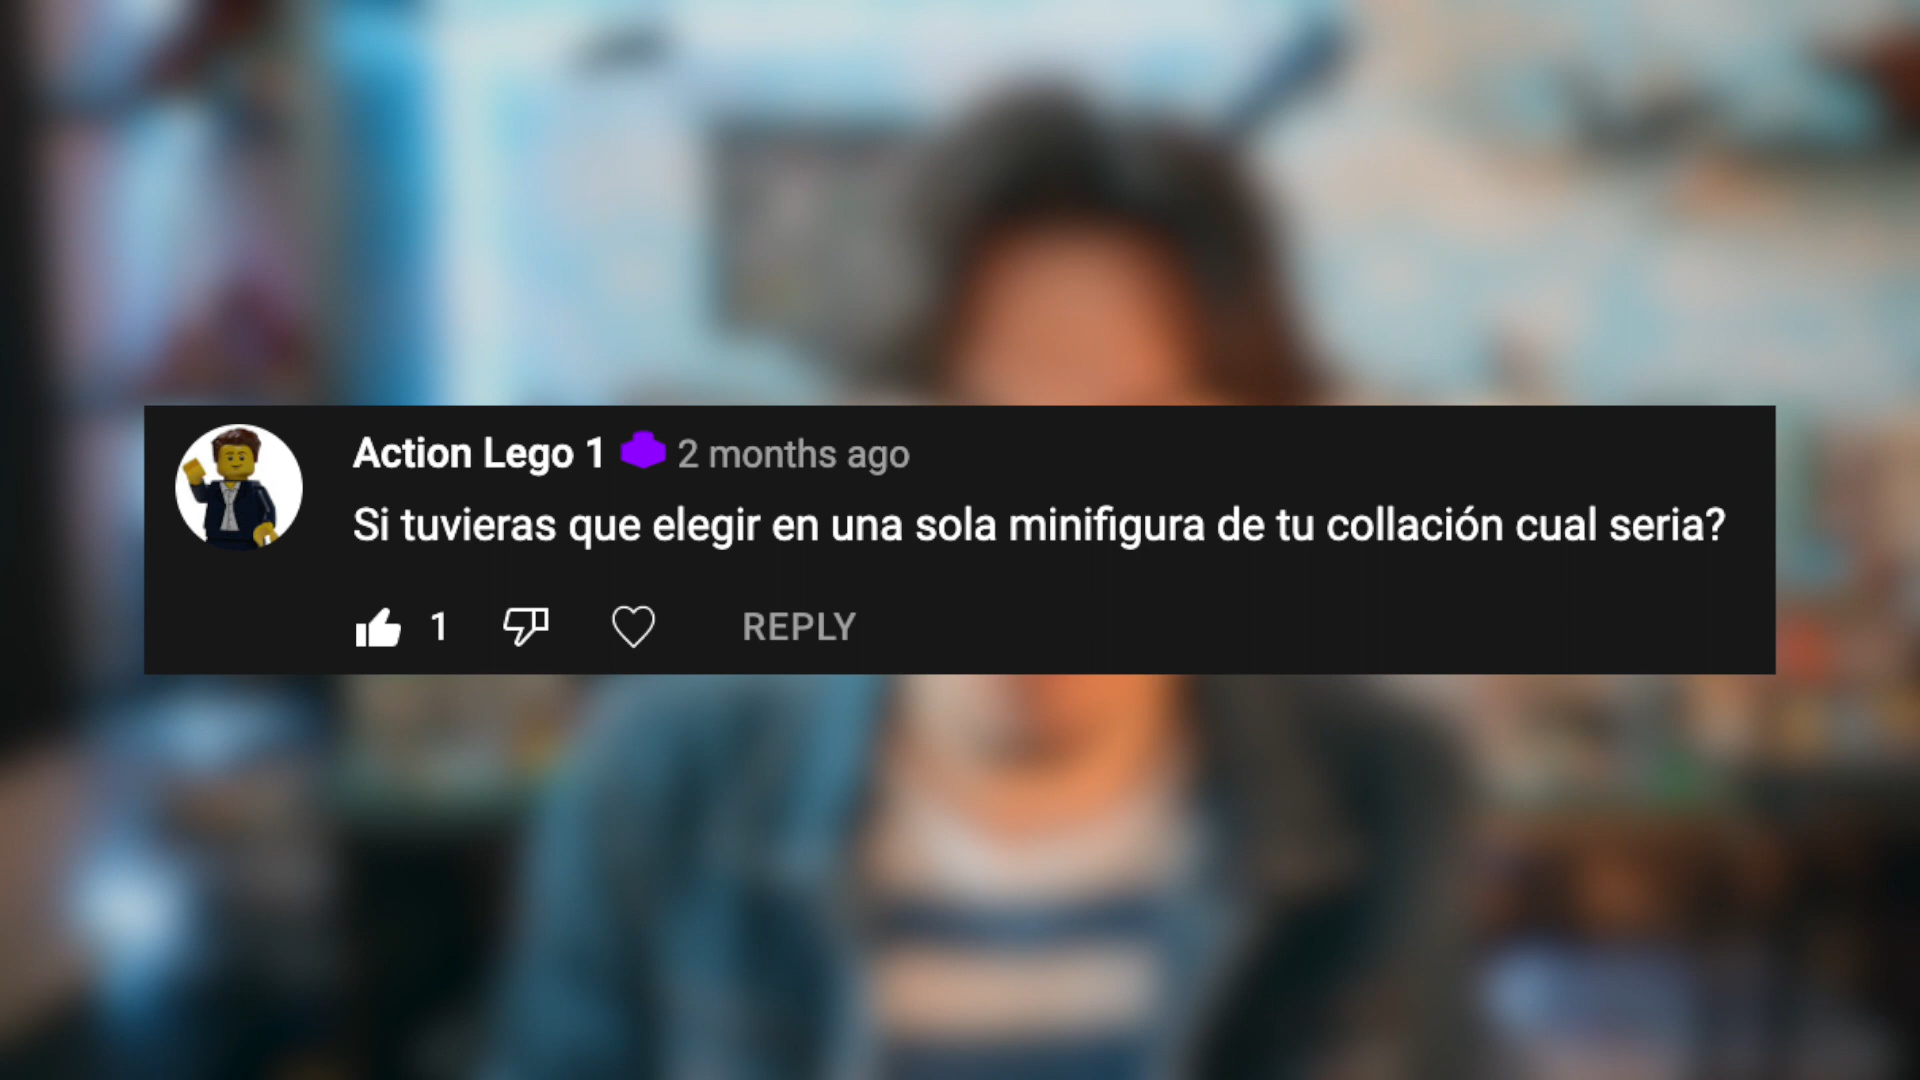 Action Lego 1 2 months ago
Si tuvieras que elegir en una sola minifigura de tu collación cual seria?
1 REPLY